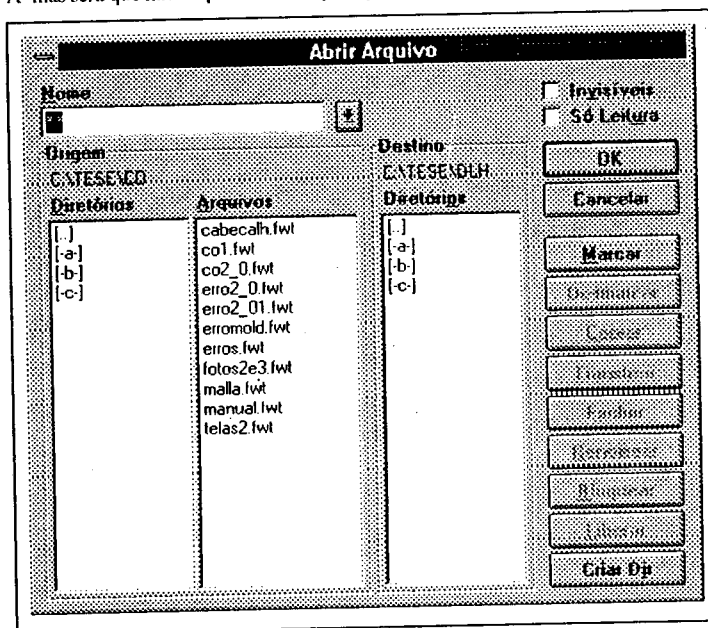 Abrir Arquivo
Nome
Invisíveis
Só Leitura
Origem
Destino
OK
C:\TESE\CO
C:\TESE\DLH
Cancelar
Diretórios
Arquivos
Diretórios
[..]
[-a-]
[-b-]
[-c-]
cabecalh.fwt
co1.fwt
co2_0.fwt
erro2_0.fwt
erro2_01.fwt
erromold.fwt
erros.fwt
fotos2e3.fwt
malla.fwt
manual.fwt
telas2.fwt
[..]
[-a-]
[-b-]
[-c-]
Marcar
Criar Dir